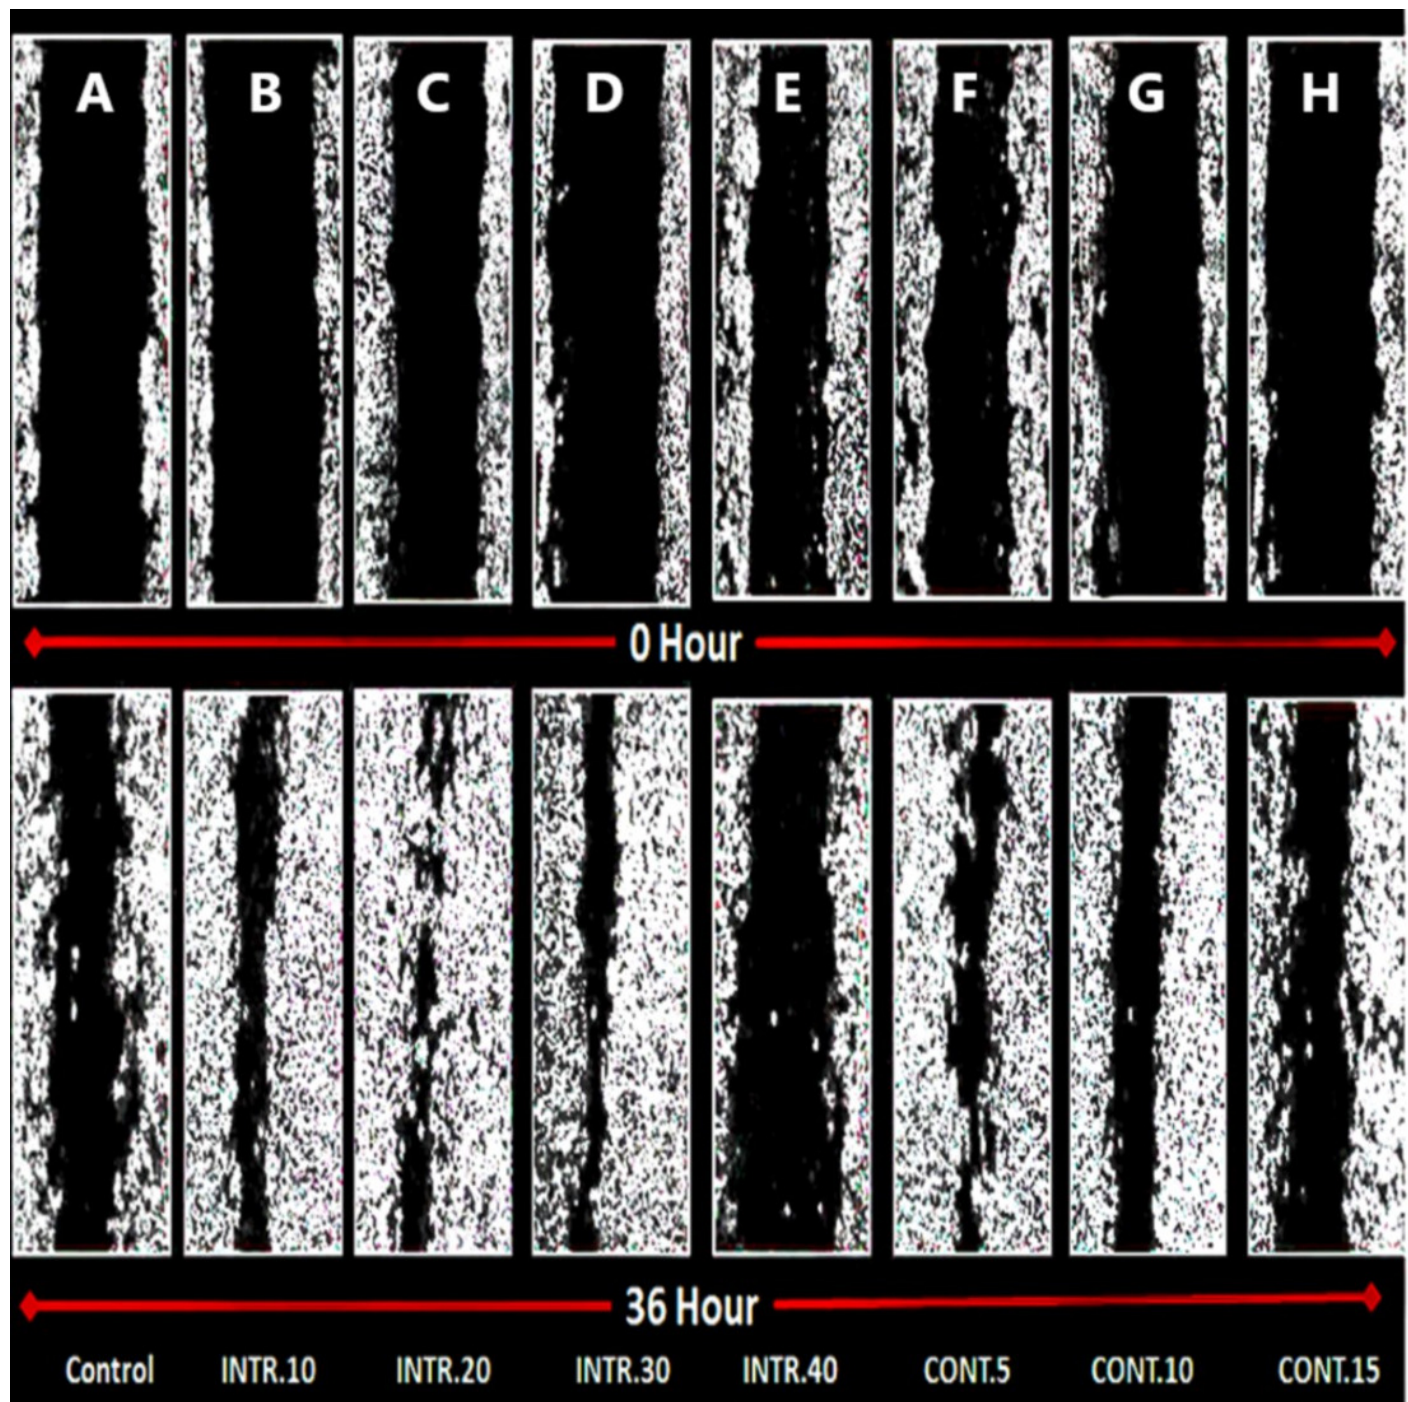 A B C D E F G H
0 Hour
36 Hour
Control INTR.10 INTR.20 INTR.30 INTR.40 CONT.5 CONT.10 CONT.15